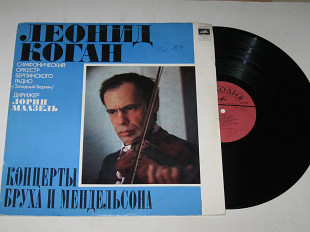 ЛЕОНИД
КОГАН
СИМФОНИЧЕСКИЙ
ОРКЕСТР
БЕРЛИНСКОГО
РАДИО
(Западный Берлин)
ДИРИЖЕР
ЛОРИН
МААЗЕЛЬ
КОНЦЕРТЫ
БРУХА И МЕНДЕЛЬСОНА